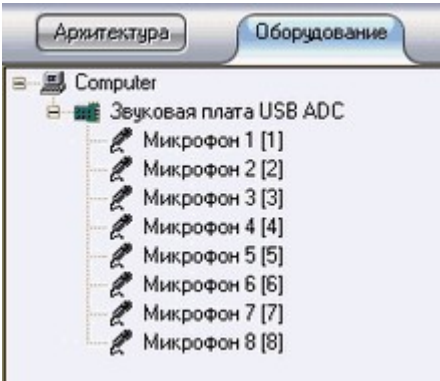 Архитектура Оборудование
Computer
Звуковая плата USB ADC
Микрофон 1 [1]
Микрофон 2 [2]
Микрофон 3 [3]
Микрофон 4 [4]
Микрофон 5 [5]
Микрофон 6 [6]
Микрофон 7 [7]
Микрофон 8 [8]